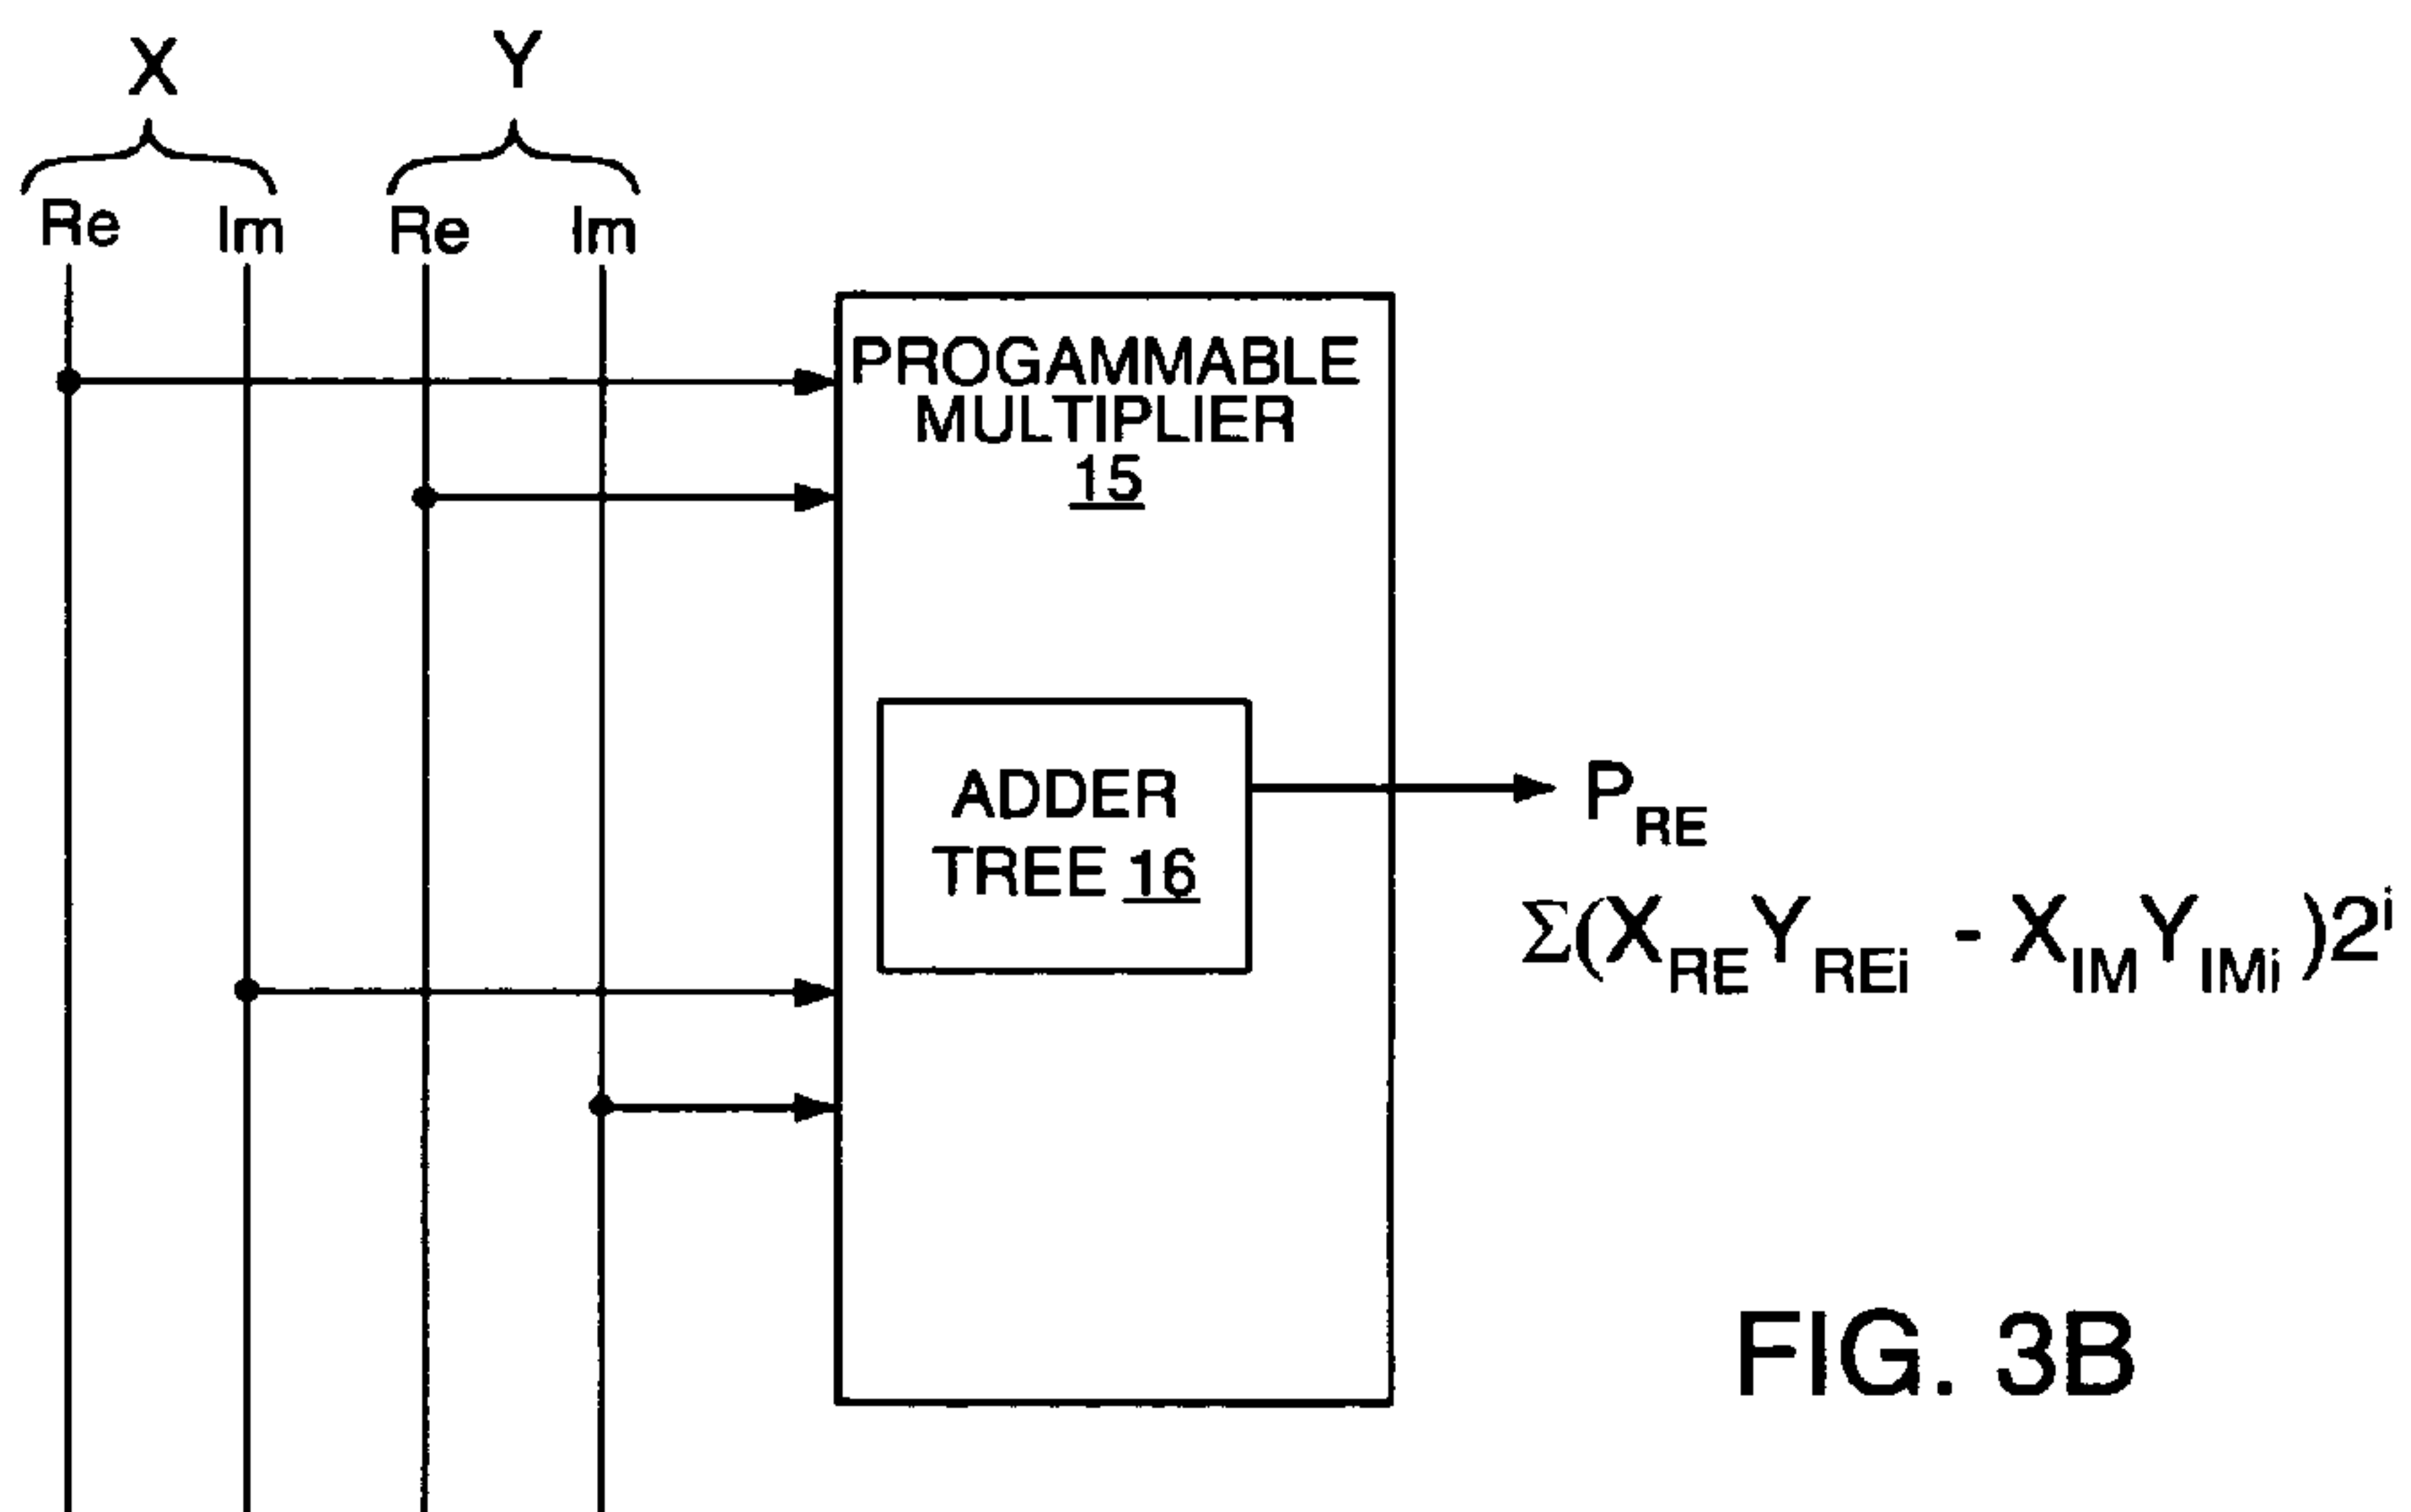 X Y
Re Im Re Im
PROGAMMABLE
MULTIPLIER
15
ADDER
TREE 16
P_RE
Σ(X_RE Y_REi - X_IM Y_IMi)2^i
FIG. 3B